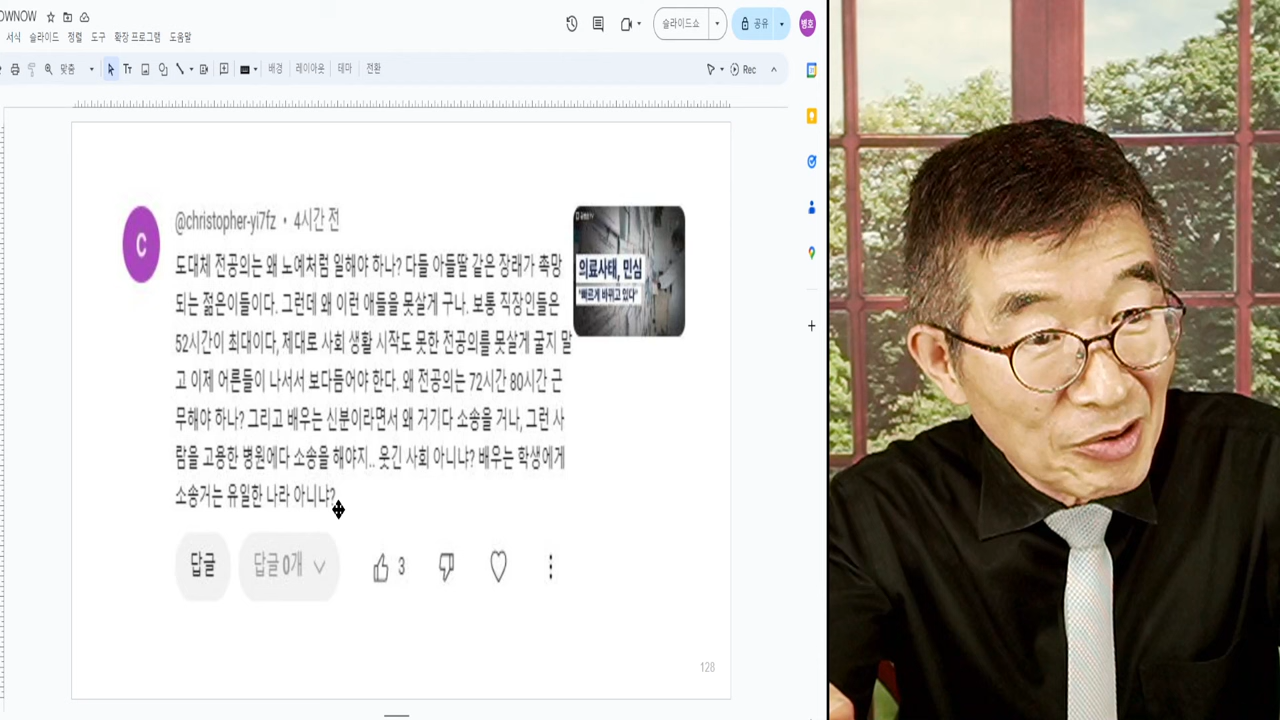 OWNOW
서식 슬라이드 정렬 도구 확장 프로그램 도움말
슬라이드쇼
공유
병호
맞춤
Tт
배경
레이아웃
테마
전환
Rec
C
@christopher-yi7fz • 4시간 전
도대체 전공의는 왜 노예처럼 일해야 하나? 다들 아들딸 같은 장래가 촉망
되는 젊은이들이다. 그런데 왜 이런 애들을 못살게 구나. 보통 직장인들은
52시간이 최대이다, 제대로 사회 생활 시작도 못한 전공의를 못살게 굴지 말
고 이제 어른들이 나서서 보다듬어야 한다. 왜 전공의는 72시간 80시간 근
무해야 하나? 그리고 배우는 신분이라면서 왜 거기다 소송을 거나, 그런 사
람을 고용한 병원에다 소송을 해야지.. 웃긴 사회 아니냐? 배우는 학생에게
소송거는 유일한 나라 아니냐?
의료사태, 민심
"빠르게 바뀌고 있다"
답글
답글 0개
3
128